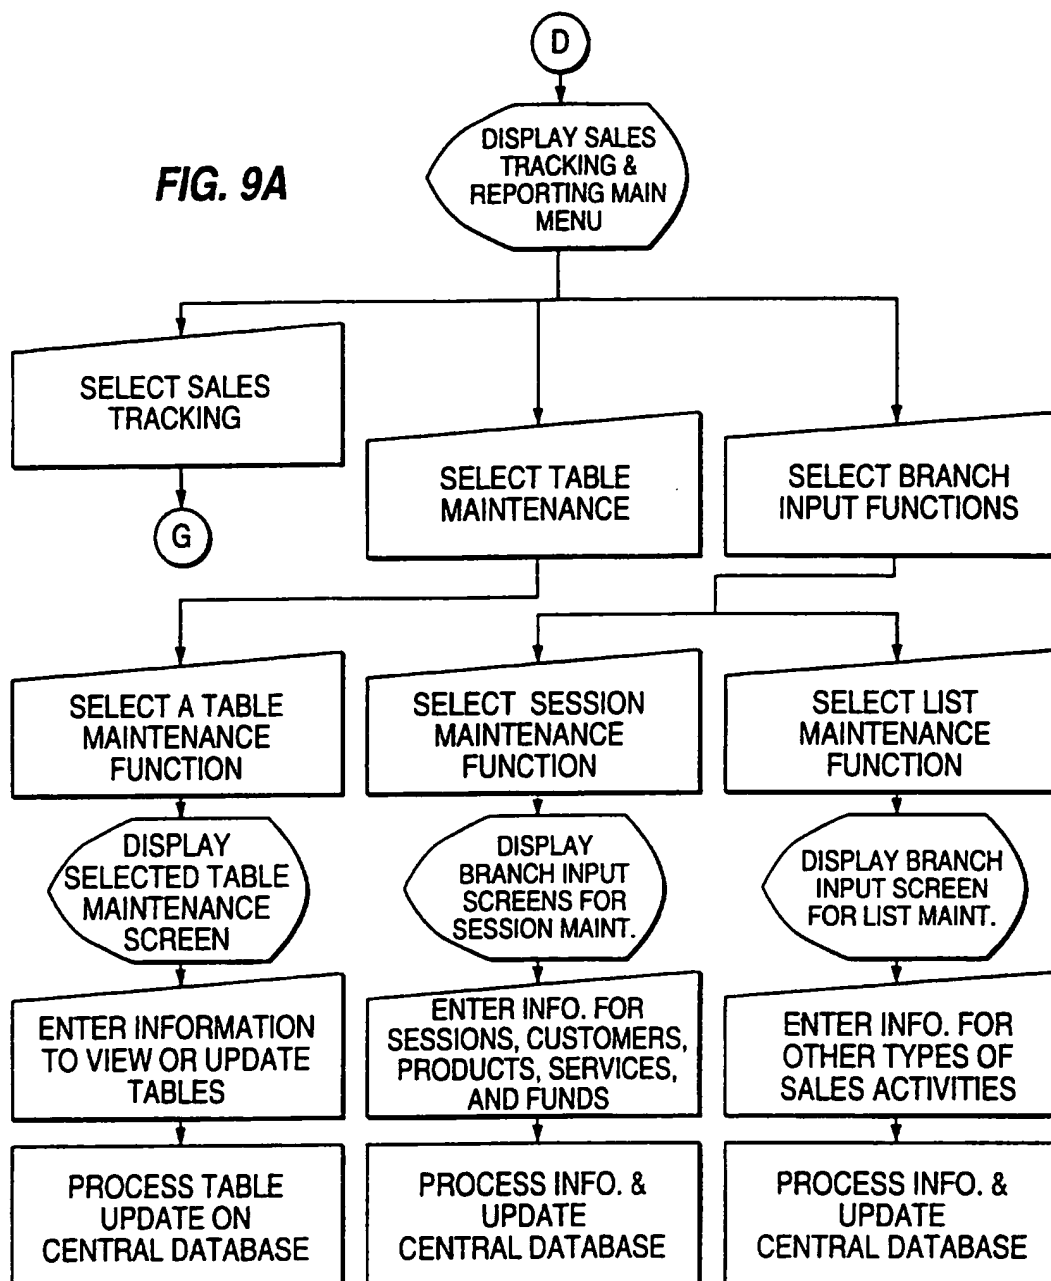 D
DISPLAY SALES
TRACKING &
REPORTING MAIN
MENU
FIG. 9A
SELECT SALES
TRACKING
G
SELECT TABLE
MAINTENANCE
SELECT BRANCH
INPUT FUNCTIONS
SELECT A TABLE
MAINTENANCE
FUNCTION
SELECT SESSION
MAINTENANCE
FUNCTION
SELECT LIST
MAINTENANCE
FUNCTION
DISPLAY
SELECTED TABLE
MAINTENANCE
SCREEN
DISPLAY
BRANCH INPUT
SCREENS FOR
SESSION MAINT.
DISPLAY BRANCH
INPUT SCREEN
FOR LIST MAINT.
ENTER INFORMATION
TO VIEW OR UPDATE
TABLES
ENTER INFO. FOR
SESSIONS, CUSTOMERS,
PRODUCTS, SERVICES,
AND FUNDS
ENTER INFO. FOR
OTHER TYPES OF
SALES ACTIVITIES
PROCESS TABLE
UPDATE ON
CENTRAL DATABASE
PROCESS INFO. &
UPDATE
CENTRAL DATABASE
PROCESS INFO. &
UPDATE
CENTRAL DATABASE